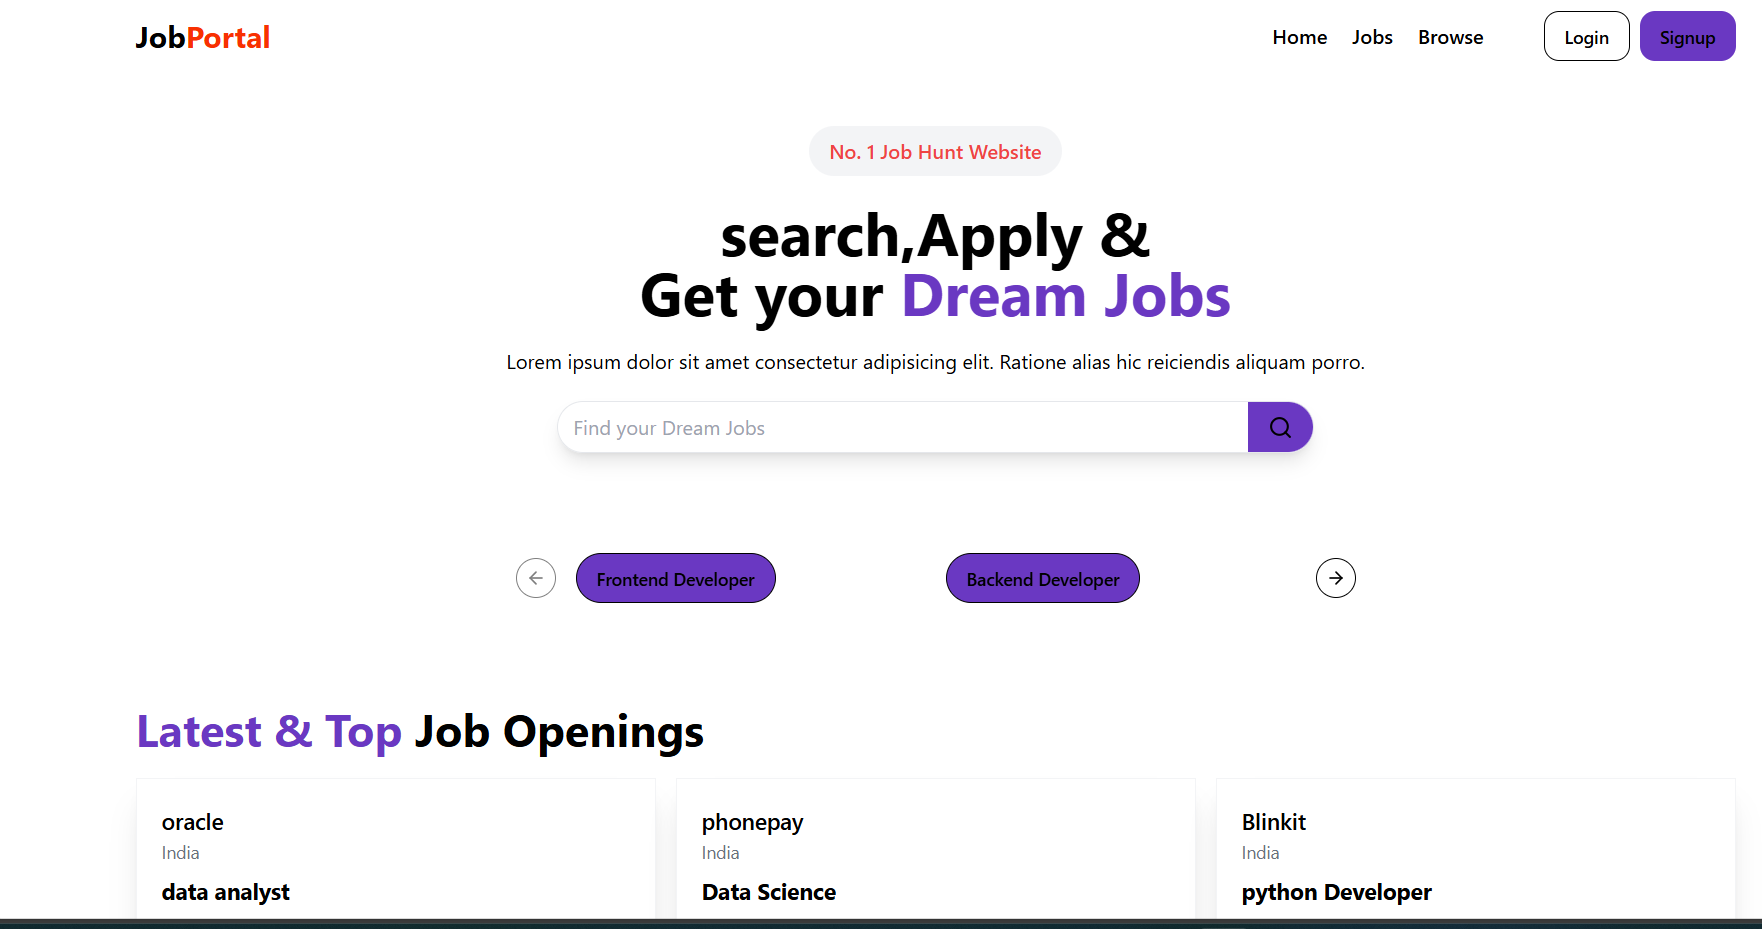 JobPortal
Home Jobs Browse Login Signup
No. 1 Job Hunt Website
search,Apply &
Get your Dream Jobs
Lorem ipsum dolor sit amet consectetur adipisicing elit. Ratione alias hic reiciendis aliquam porro.
Find your Dream Jobs
Frontend Developer Backend Developer
Latest & Top Job Openings
oracle
India
data analyst
phonepay
India
Data Science
Blinkit
India
python Developer